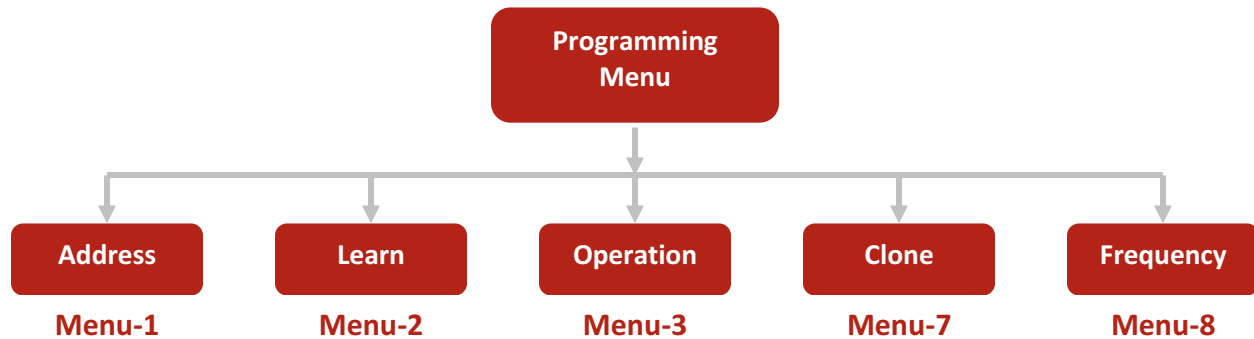 Programming
Menu
Address
Learn
Operation
Clone
Frequency
Menu-1
Menu-2
Menu-3
Menu-7
Menu-8